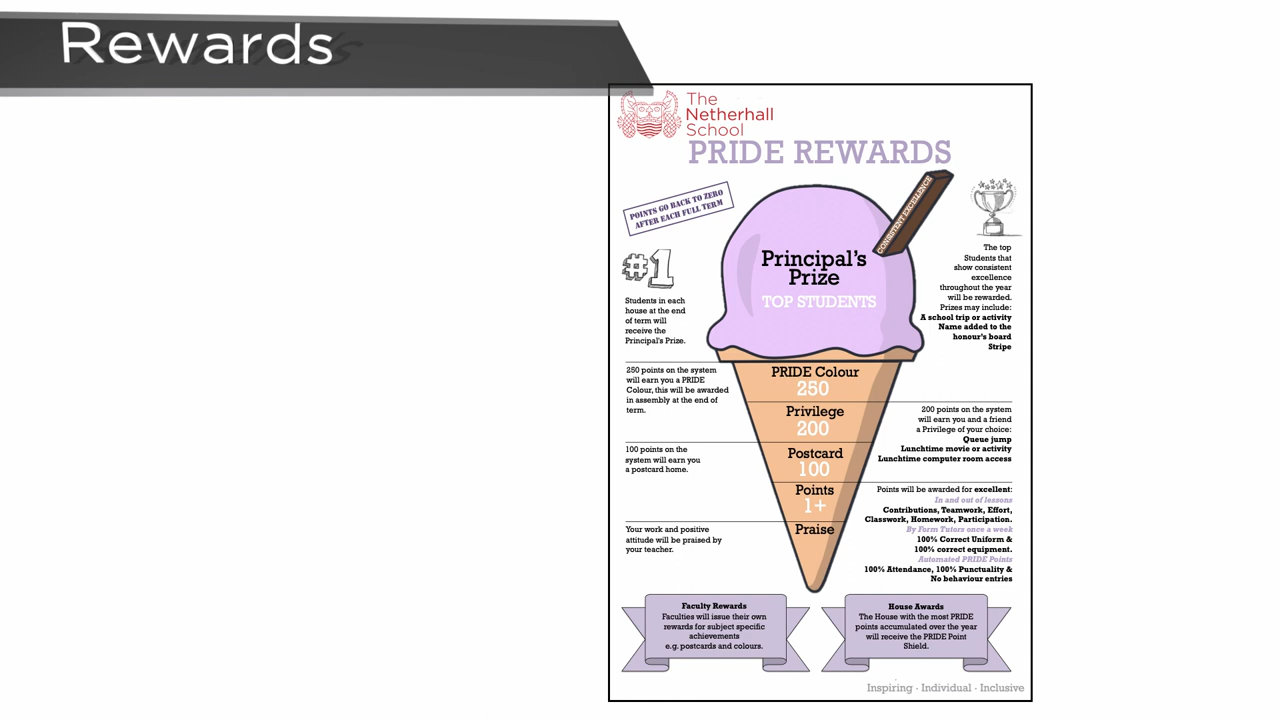 Rewards
The
Netherhall
School
PRIDE REWARDS
POINTS GO BACK TO ZERO
AFTER EACH FULL TERM
CONSISTENT EXCELLENCE
#1
Students in each
house at the end
of term will
receive the
Principal's Prize.
Principal's
Prize
TOP STUDENTS
The top
Students that
show consistent
excellence
throughout the year
will be rewarded.
Prizes may include:
A school trip or activity
Name added to the
honour's board
Stripe
250 points on the system
will earn you a PRIDE
Colour, this will be awarded
in assembly at the end of
term.
PRIDE Colour
250
Privilege
200
200 points on the system
will earn you and a friend
a Privilege of your choice:
Queue jump
Lunchtime movie or activity
Lunchtime computer room access
100 points on the
system will earn you
a postcard home.
Postcard
100
Points
1+
Points will be awarded for excellent:
In and out of lessons
Contributions, Teamwork, Effort,
Classwork, Homework, Participation.
By Form Tutors once a week
100% Correct Uniform &
100% correct equipment.
Automated PRIDE Points
100% Attendance, 100% Punctuality &
No behaviour entries
Your work and positive
attitude will be praised by
your teacher.
Praise
Faculty Rewards
Faculties will issue their own
rewards for subject specific
achievements
e.g. postcards and colours.
House Awards
The House with the most PRIDE
points accumulated over the year
will receive the PRIDE Point
Shield.
Inspiring · Individual · Inclusive